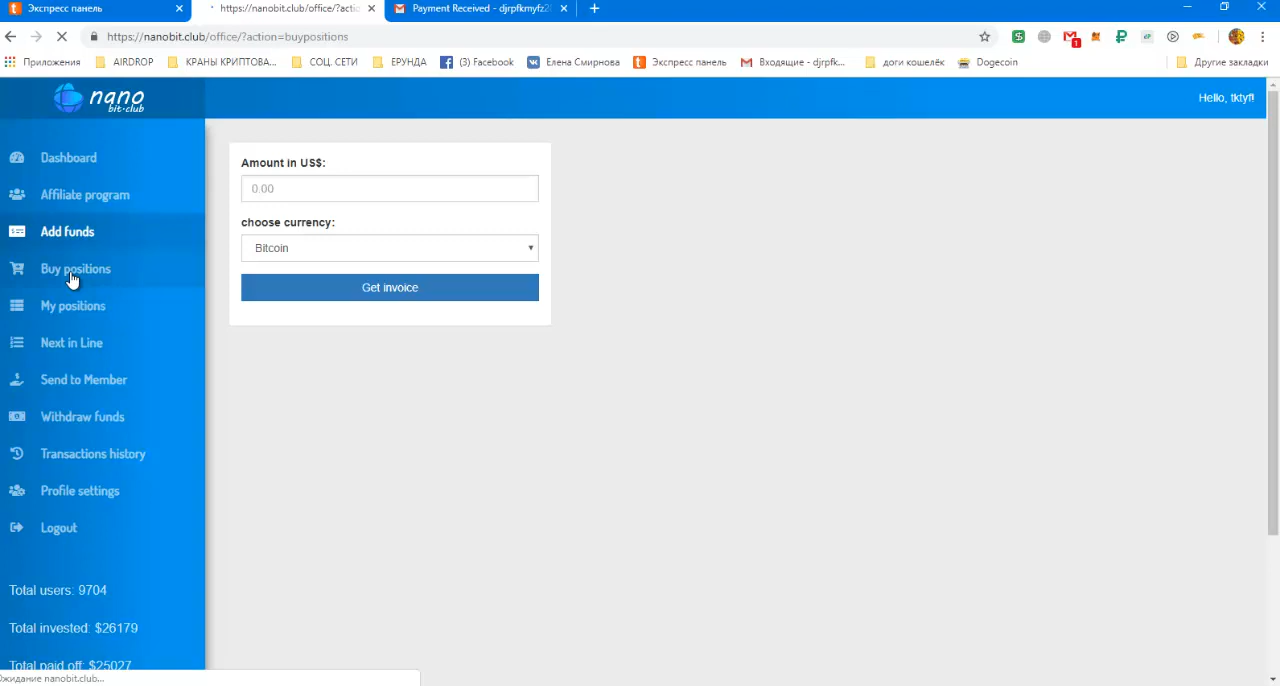 Экспресс панель
https://nanobit.club/office/?actio
Payment Received - djrpfkmyfz2
https://nanobit.club/office/?action=buypositions
Приложения
AIRDROP
КРАНЫ КРИПТОВА...
СОЦ. СЕТИ
ЕРУНДА
(3) Facebook
Елена Смирнова
Экспресс панель
Входящие - djrpfk...
доги кошелёк
Dogecoin
Другие закладки
nano
bit·club
Hello, tktyf!
Dashboard
Affiliate program
Add funds
Buy positions
My positions
Next in Line
Send to Member
Withdraw funds
Transactions history
Profile settings
Logout
Total users: 9704
Total invested: $26179
Total paid off: $25027
Amount in US$:
0.00
choose currency:
Bitcoin
Get invoice
Ожидание nanobit.club...